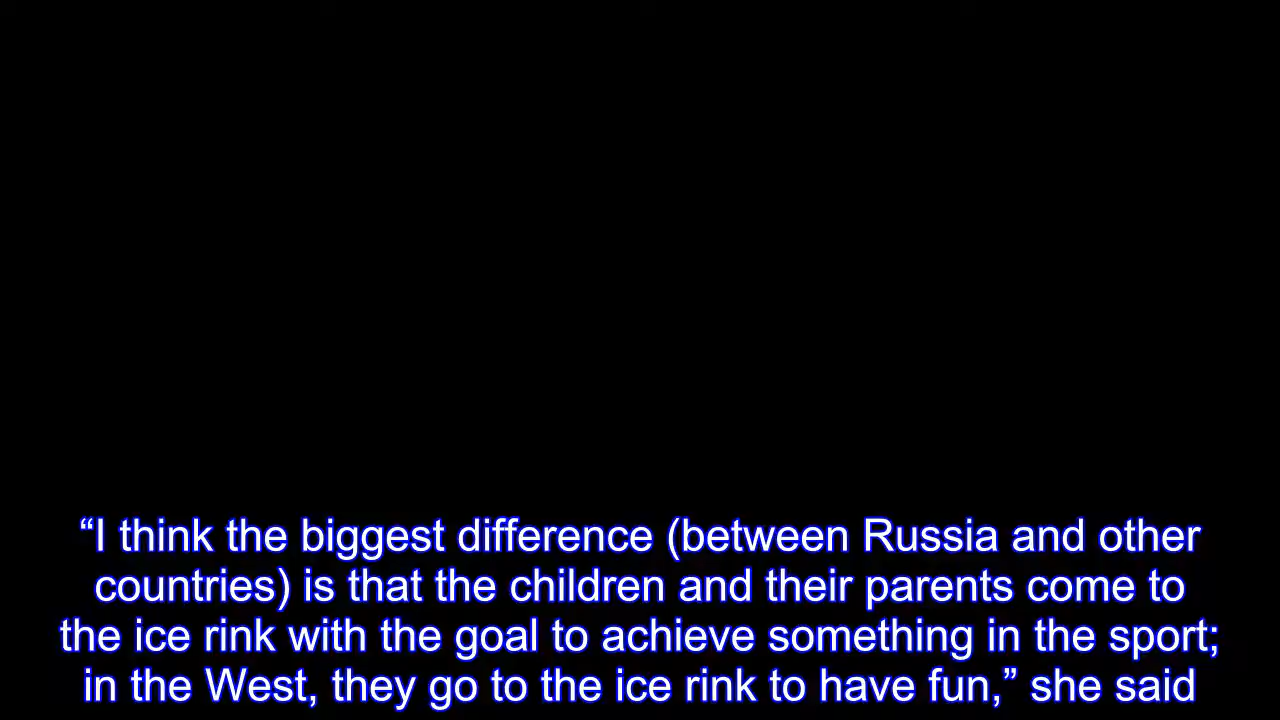 “I think the biggest difference (between Russia and other
countries) is that the children and their parents come to
the ice rink with the goal to achieve something in the sport;
in the West, they go to the ice rink to have fun,” she said